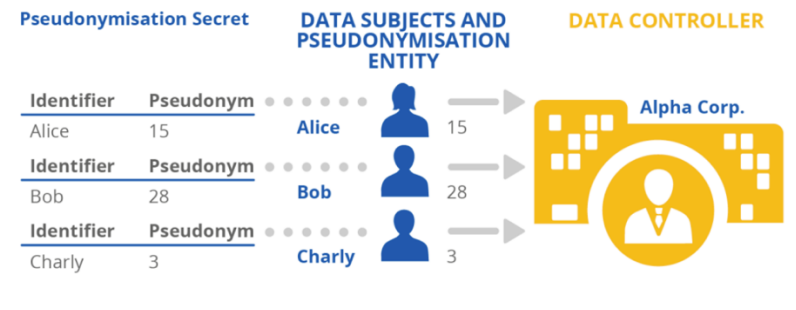 Pseudonymisation Secret
DATA SUBJECTS AND
PSEUDONYMISATION
ENTITY
DATA CONTROLLER
Identifier Pseudonym
Alice 15
Alice
15
Identifier Pseudonym
Bob 28
Bob
28
Identifier Pseudonym
Charly 3
Charly
3
Alpha Corp.